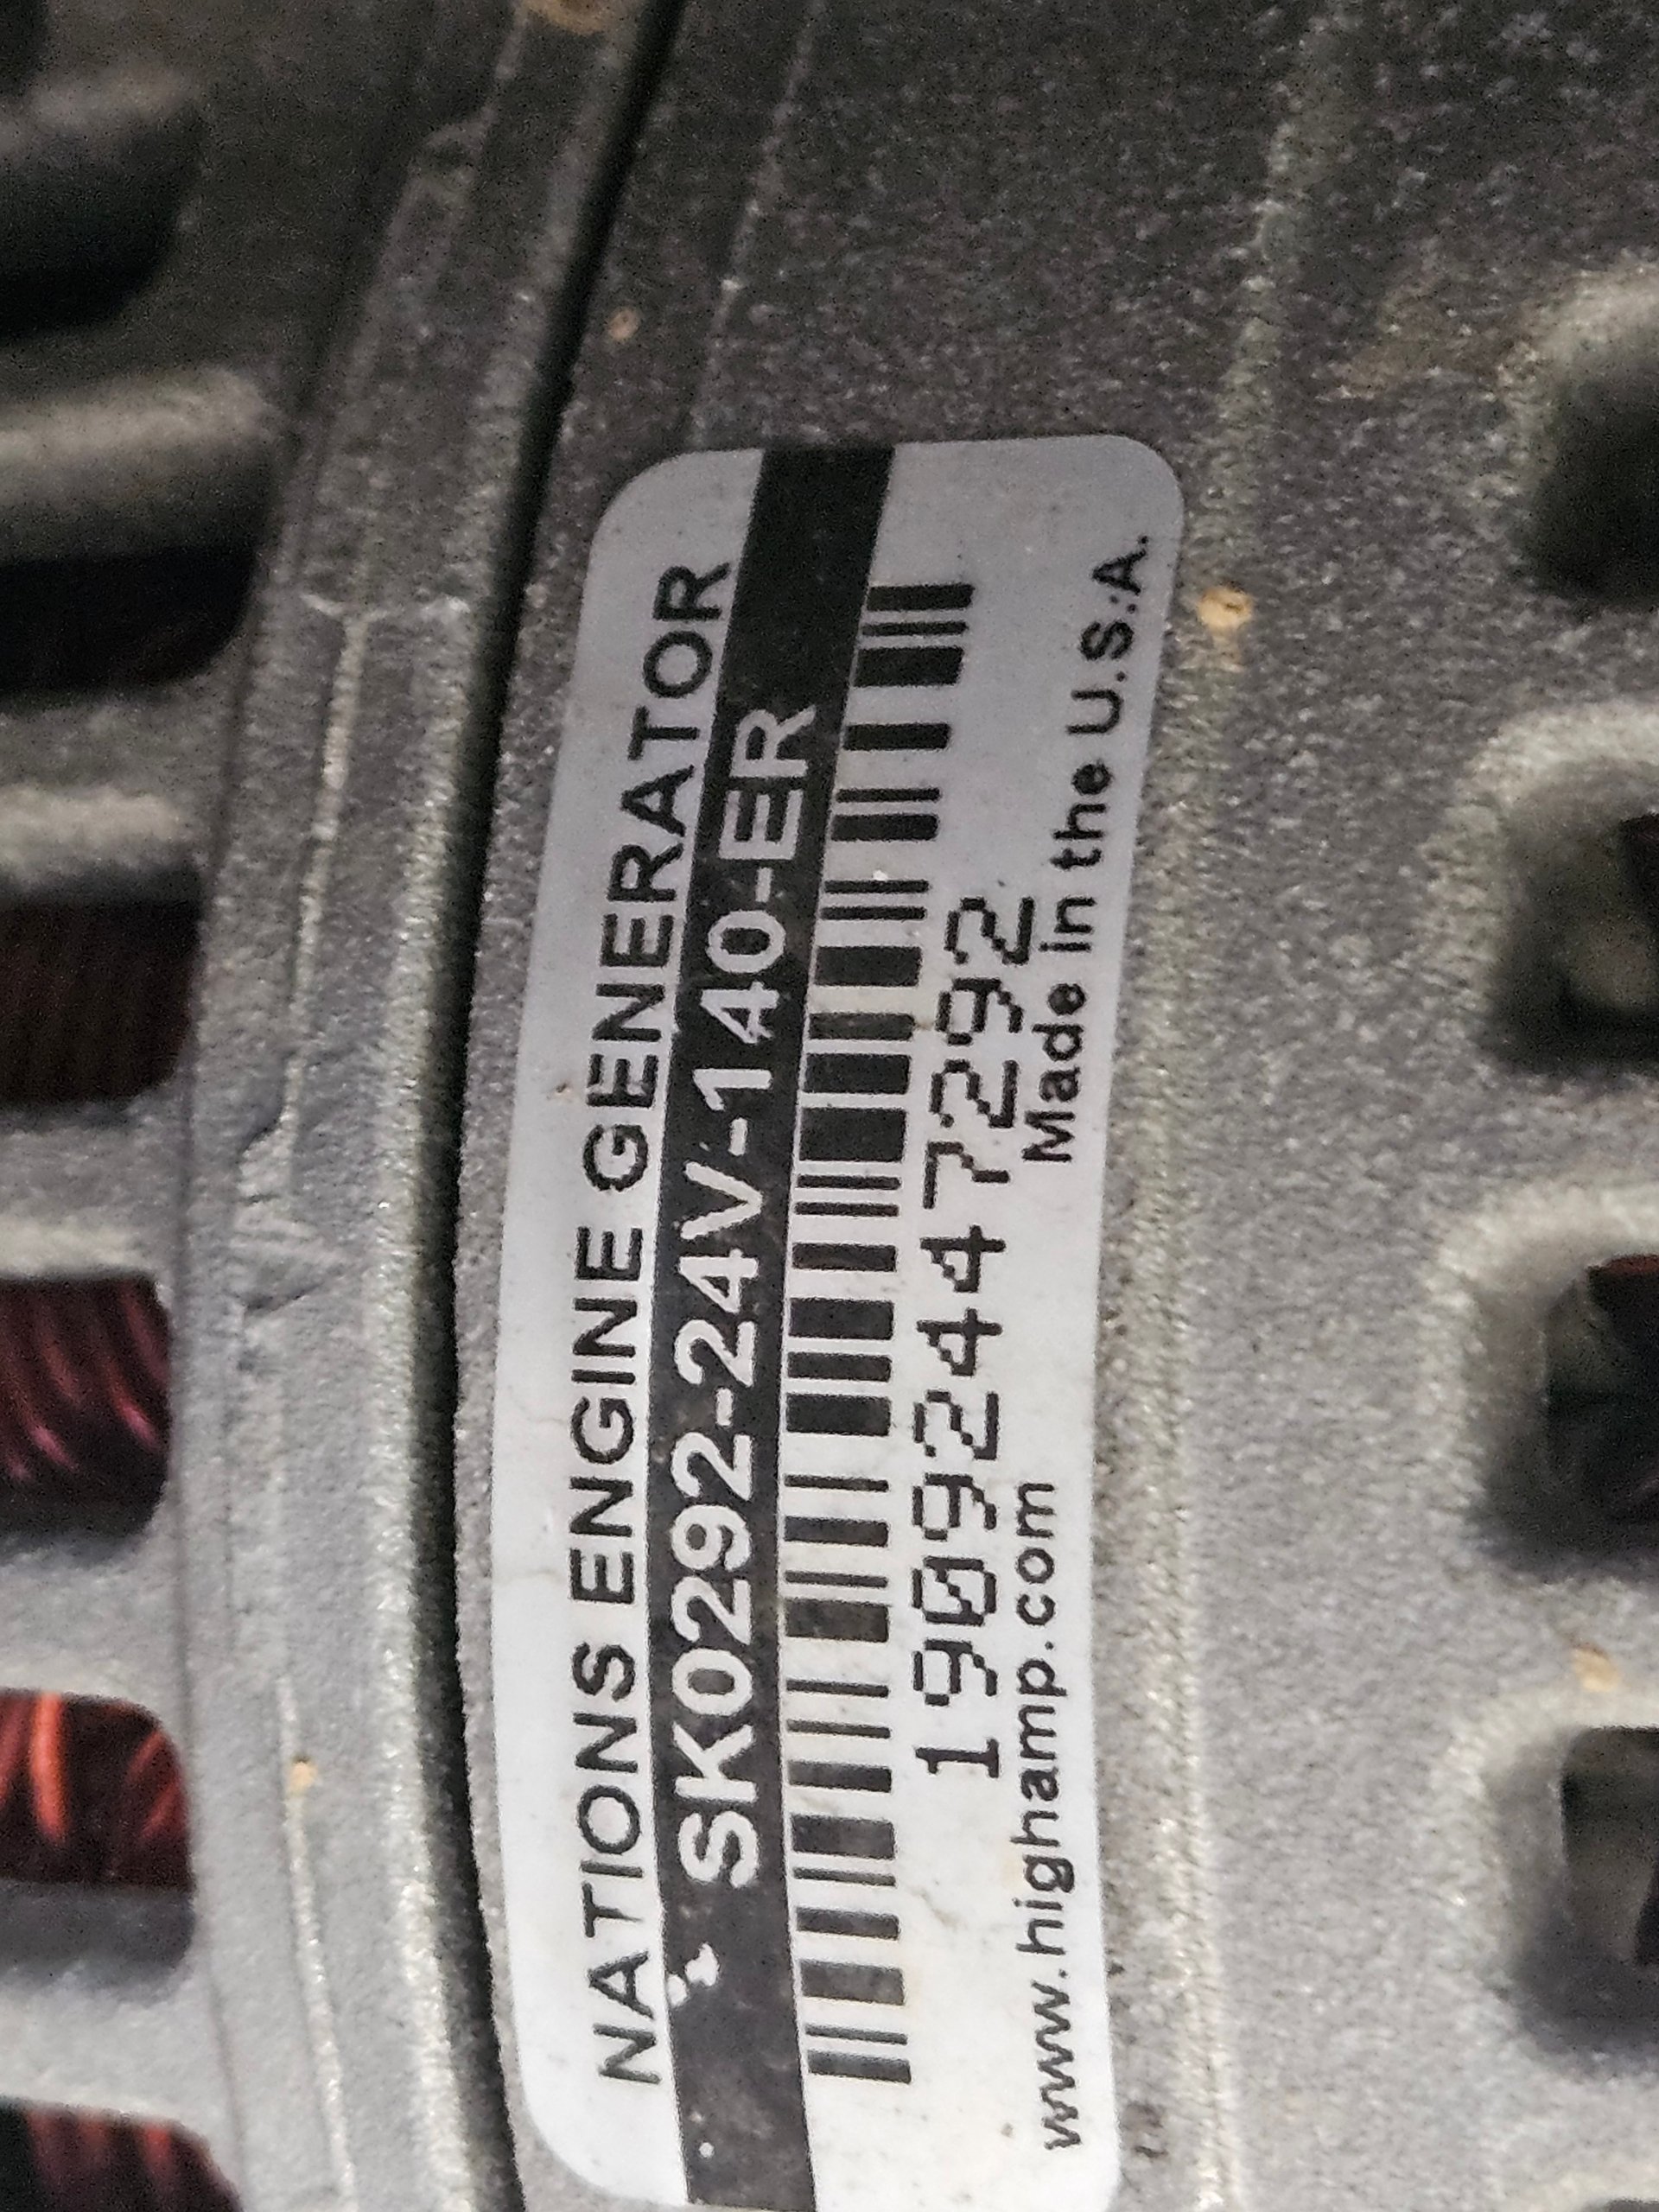 NATIONS ENGINE GENERATOR
SK0292-24V-140-ER
19092447292
www.highamp.com Made in the U.S.A.